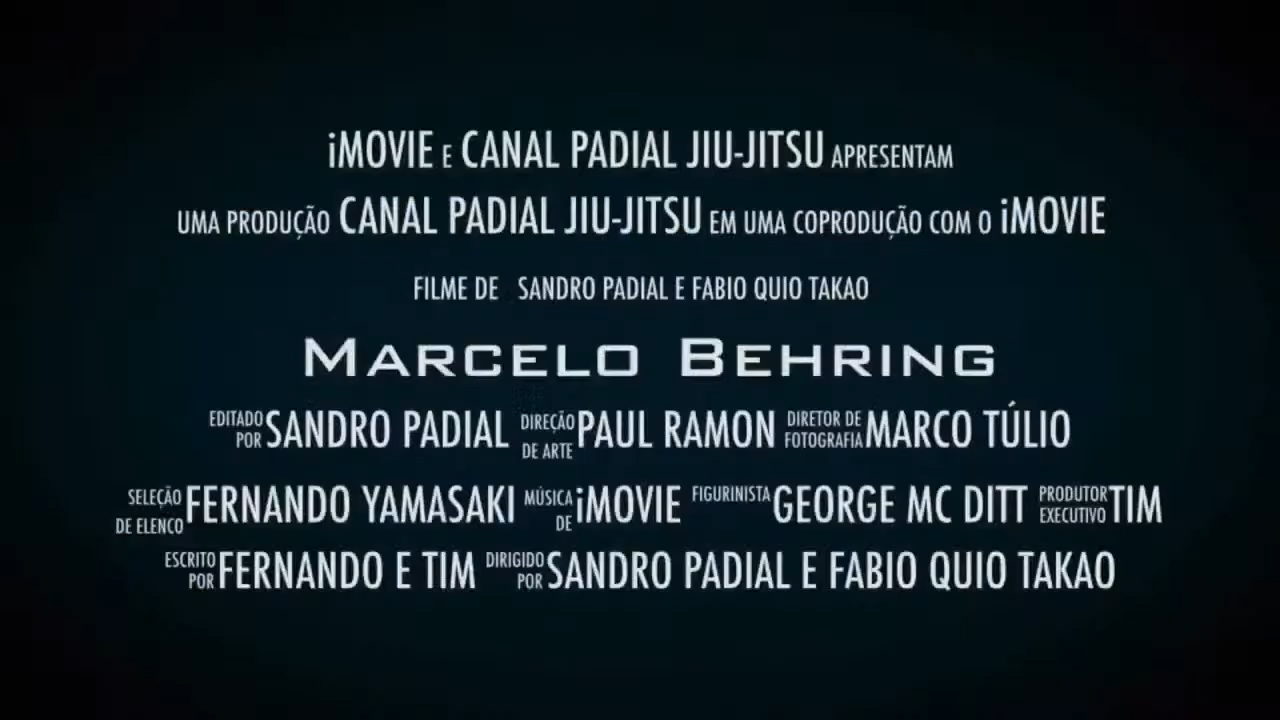 iMOVIE E CANAL PADIAL JIU-JITSU APRESENTAM
UMA PRODUÇÃO CANAL PADIAL JIU-JITSU EM UMA COPRODUÇÃO COM O iMOVIE
FILME DE SANDRO PADIAL E FABIO QUIO TAKAO
MARCELO BEHRING
EDITADO POR SANDRO PADIAL DIREÇÃO DE ARTE PAUL RAMON DIRETOR DE FOTOGRAFIA MARCO TÚLIO
SELEÇÃO DE ELENCO FERNANDO YAMASAKI MÚSICA DE iMOVIE FIGURINISTA GEORGE MC DITT PRODUTOR EXECUTIVO TIM
ESCRITO POR FERNANDO E TIM DIRIGIDO POR SANDRO PADIAL E FABIO QUIO TAKAO